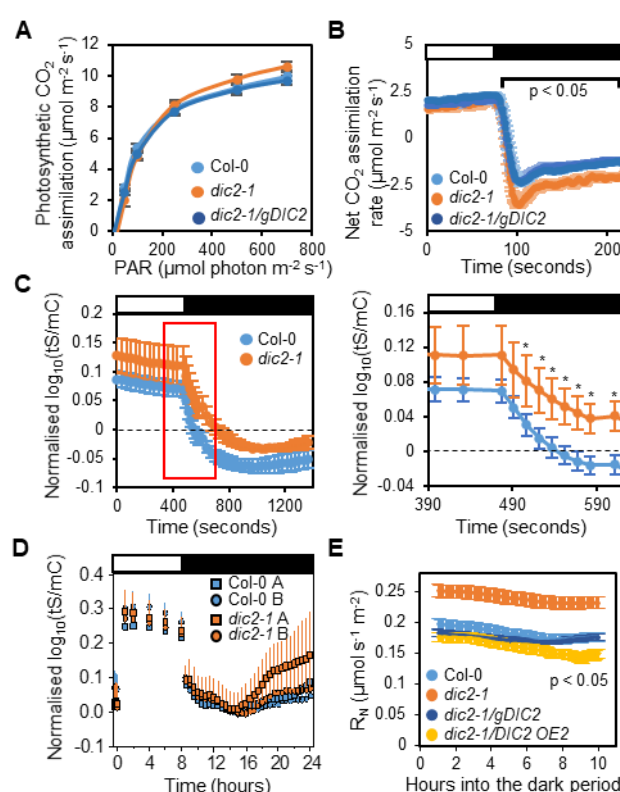 A
Photosynthetic CO2
assimilation (µmol m-2 s-1)
12
10
8
6
4
2
0
0 200 400 600 800
PAR (µmol photon m-2 s-1)
Col-0
dic2-1
dic2-1/gDIC2
B
Net CO2 assimilation
rate (µmol m-2 s-1)
5
2.5
0
-2.5
-5
0 100 200
Time (seconds)
p < 0.05
Col-0
dic2-1
dic2-1/gDIC2
C
Normalised log10(tS/mC)
0.2
0.15
0.1
0.05
0
-0.05
-0.1
0 400 800 1200
Time (seconds)
Col-0
dic2-1
Normalised log10(tS/mC)
0.16
0.12
0.08
0.04
0
-0.04
390 490 590
Time (seconds)
* * * * * * *
D
Normalised log10(tS/mC)
0.4
0.3
0.2
0.1
0.0
-0.1
0 4 8 12 16 20 24
Time (hours)
Col-0 A
Col-0 B
dic2-1 A
dic2-1 B
E
RN (µmol s-1 m-2)
0.25
0.2
0.15
0.1
0.05
0
0 2 4 6 8 10
Hours into the dark period
Col-0
dic2-1
dic2-1/gDIC2
dic2-1/DIC2 OE2
p < 0.05